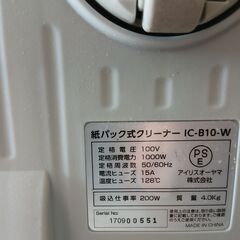 紙パック式クリーナー IC-B10-W
定格電圧 100V
定格消費電力 1000W
定格周波数 50/60Hz
電流ヒューズ 15A
温度ヒューズ 128℃
PS
E
アイリスオーヤマ
株式会社
吸込仕事率 200W 質量 4.0Kg
Serial No:
170900551
MADE IN CHINA